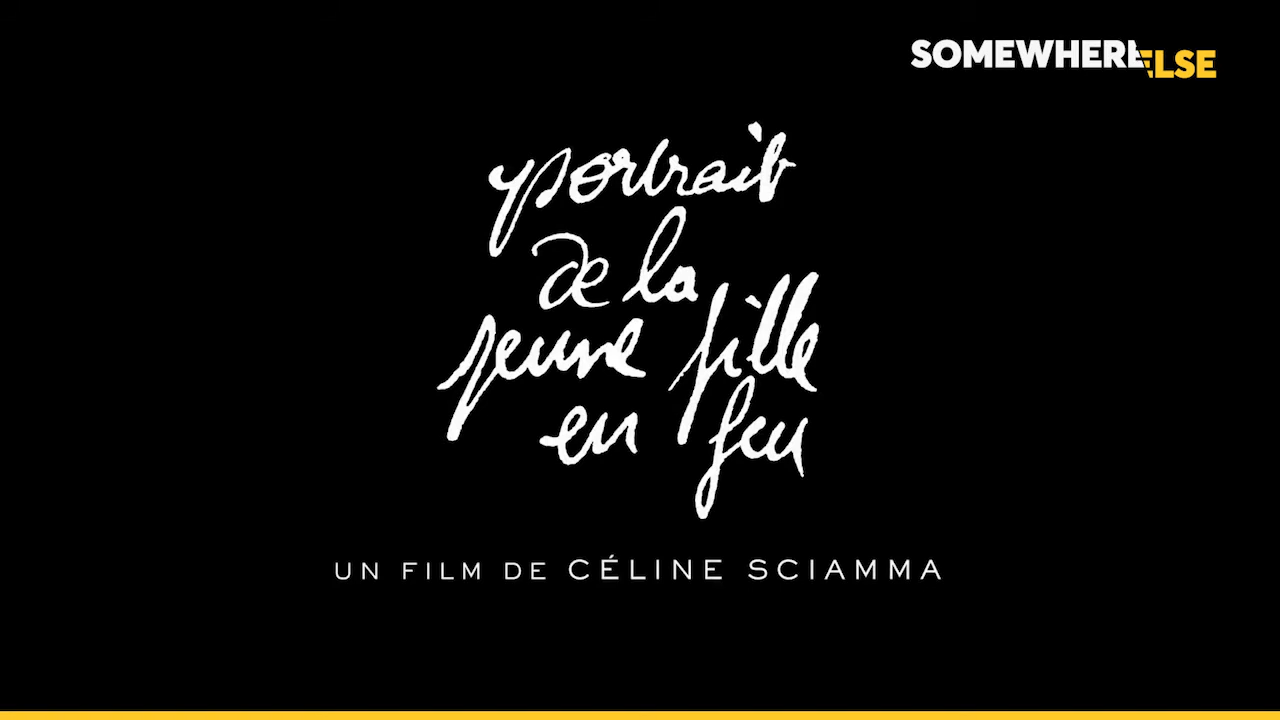 SOMEWHERE ELSE
portrait
de la
jeune fille
en feu
UN FILM DE CÉLINE SCIAMMA